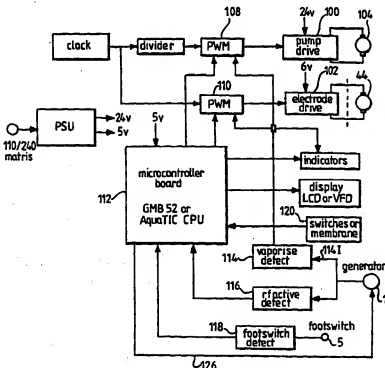 108
24v
100
104
clock
divider
PWM
pump
drive
M
110
6v
102
44
PWM
electrode
drive
24v
5v
PSU
110/240
matris
5v
indicators
112
microcontroller
board
GMB 52 or
AquaTIC CPU
display
LCD or VFD
120
switches or
membrane
114
vaporise
detect
114I
generator
116
rf active
detect
1
118
footswitch
detect
footswitch
5
126